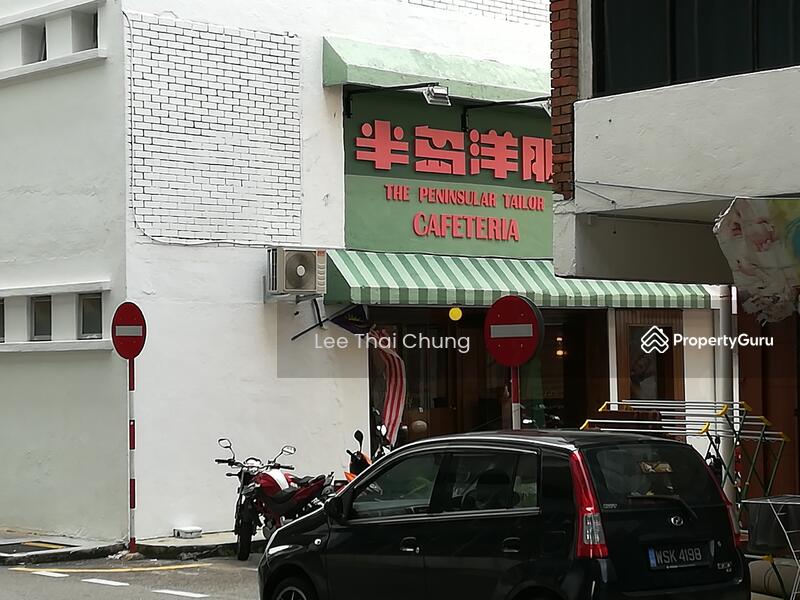 半岛洋服
THE PENINSULAR TAILOR
CAFETERIA
Lee Thai Chung
PropertyGuru
WSK 4198